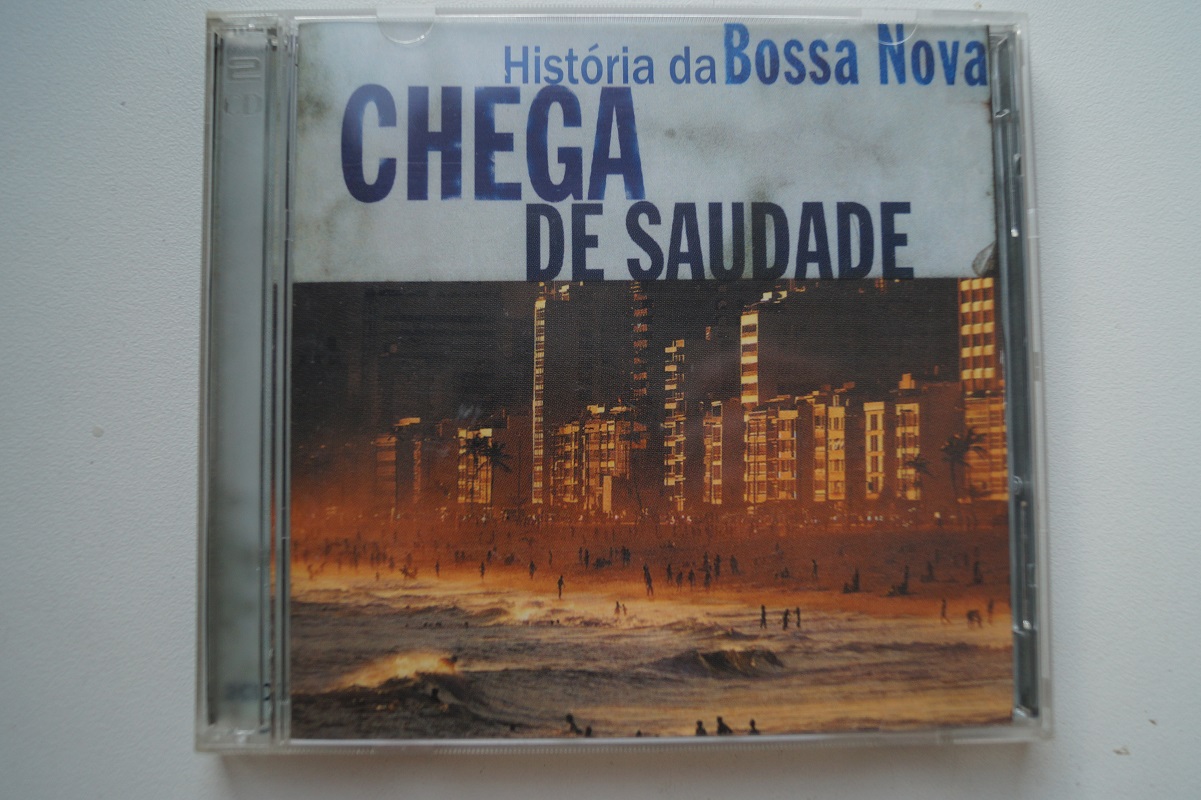 História da Bossa Nova
CHEGA
DE SAUDADE
2
CD